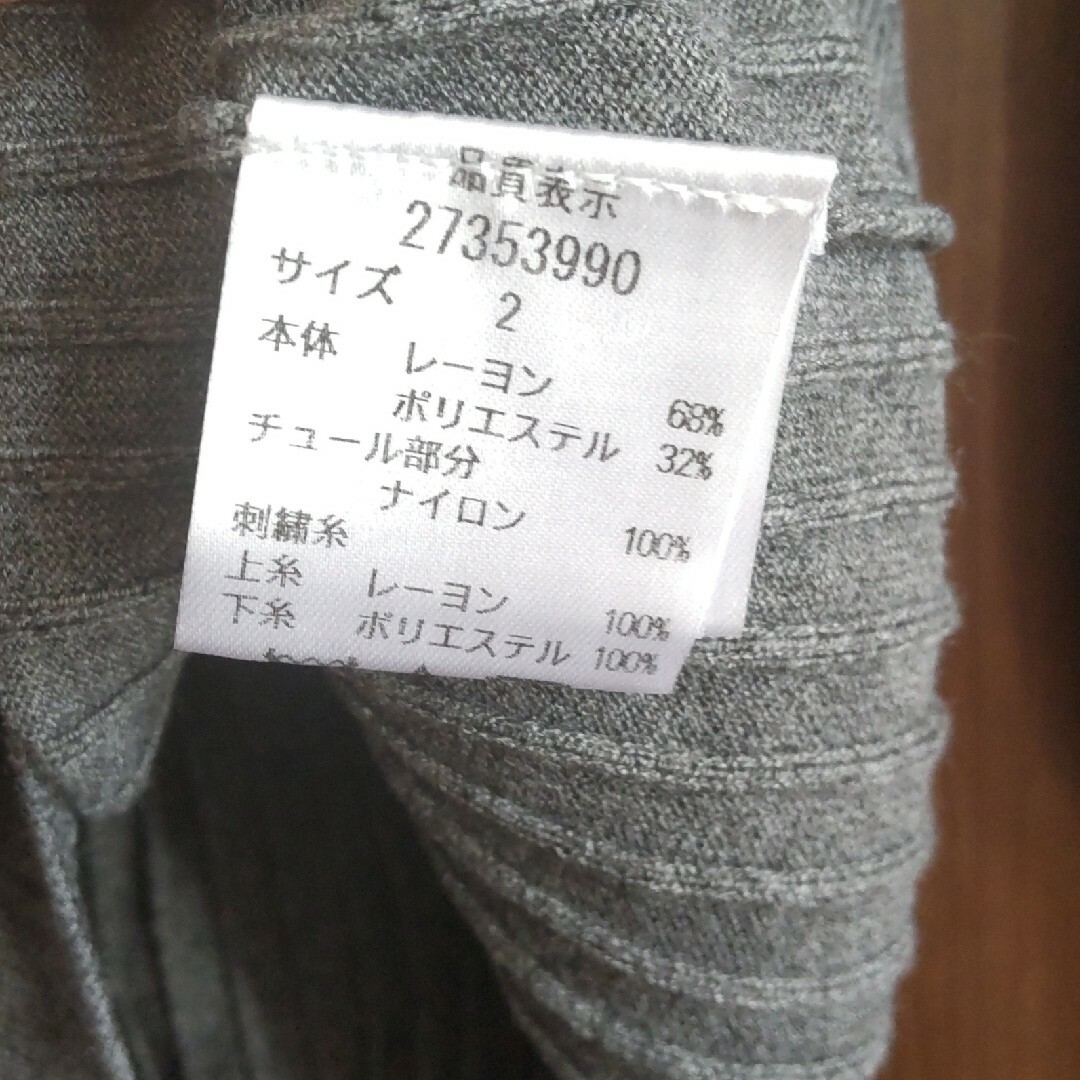 品質表示
27353990
サイズ 2
本体 レーヨン 68%
ポリエステル 32%
チュール部分
ナイロン 100%
刺繍糸
上糸 レーヨン 100%
下糸 ポリエステル 100%